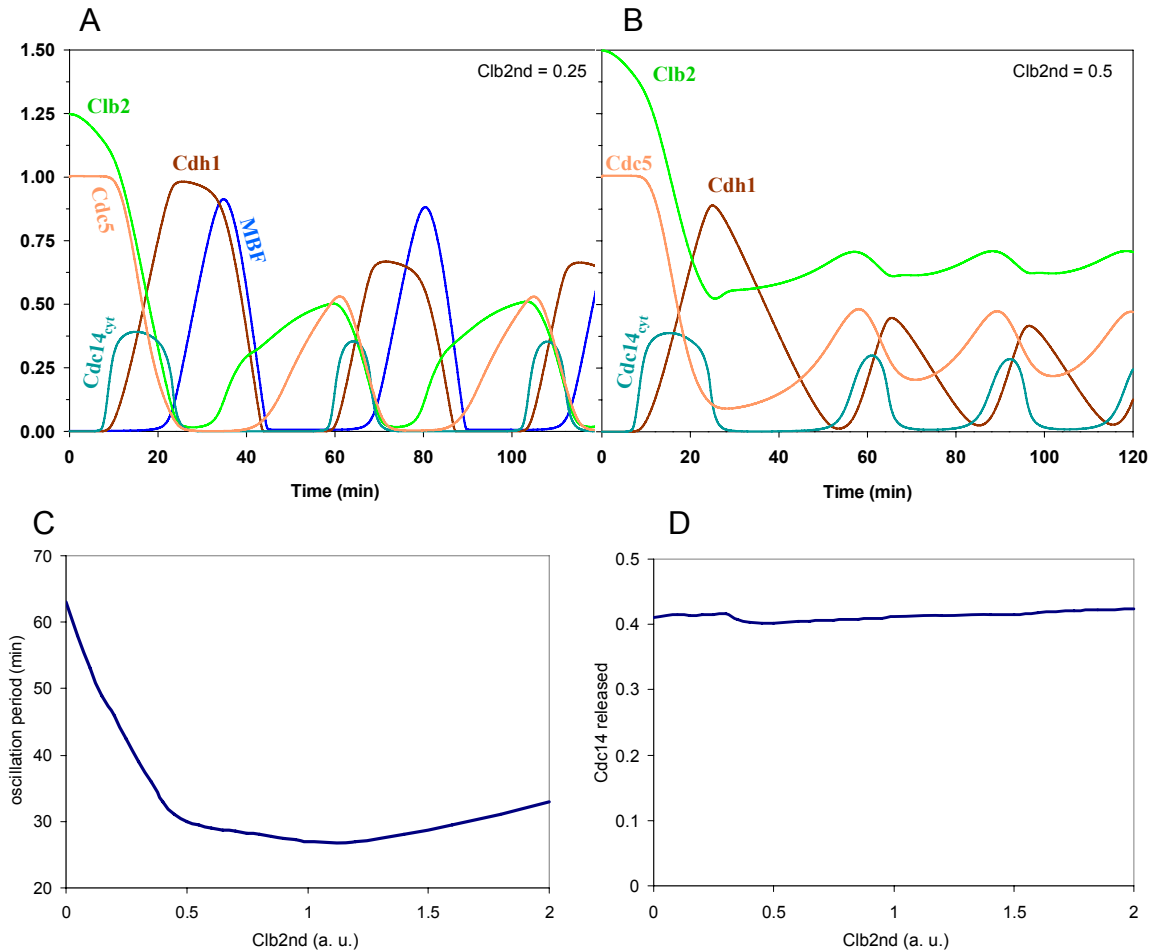 A
B
1.50
1.25
1.00
0.75
0.50
0.25
0.00
Clb2nd = 0.25
Clb2
Cdh1
Cdc5
MBF
Cdc14cyt
0 20 40 60 80 100
Time (min)
Clb2nd = 0.5
Clb2
Cdc5
Cdh1
Cdc14cyt
0 20 40 60 80 100 120
Time (min)
C
D
70
60
50
40
30
20
oscillation period (min)
0 0.5 1 1.5 2
Clb2nd (a. u.)
0.5
0.4
0.3
0.2
0.1
0
Cdc14 released
0 0.5 1 1.5 2
Clb2nd (a. u.)